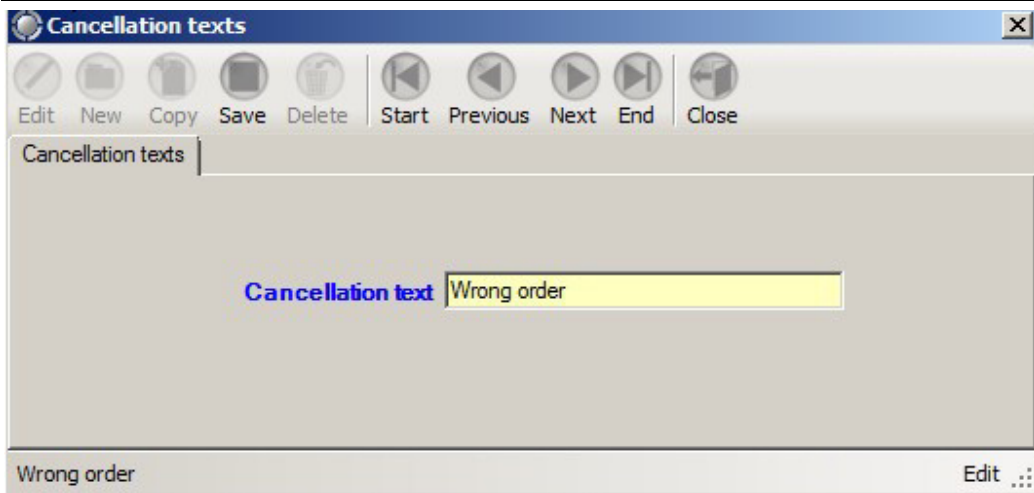 Cancellation texts
Edit New Copy Save Delete Start Previous Next End Close
Cancellation texts
Cancellation text Wrong order
Wrong order Edit